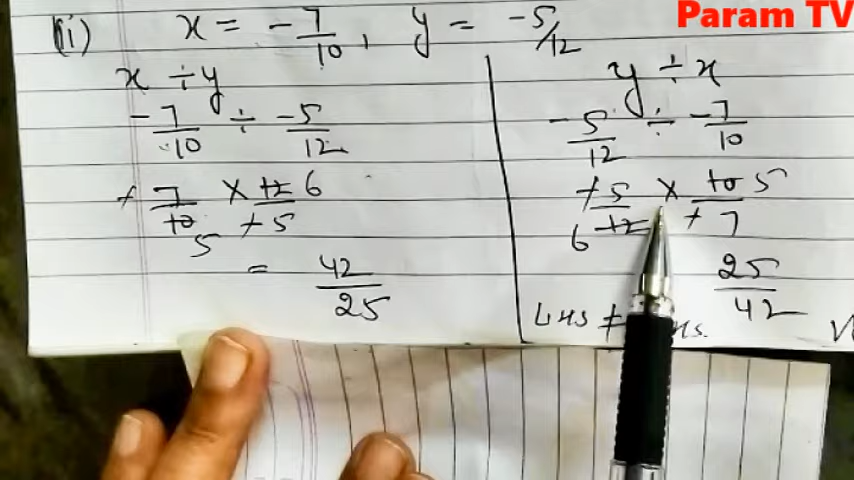 Param TV
(ii) x = -7/10, y = -5/12
x ÷ y
-7/10 ÷ -5/12
+ 7/10 × 12 6
5 + 5
= 42/25
y ÷ x
-5/12 ÷ -7/10
+ 5/12 × 10 5
6 + 7
25/42
LHS ≠